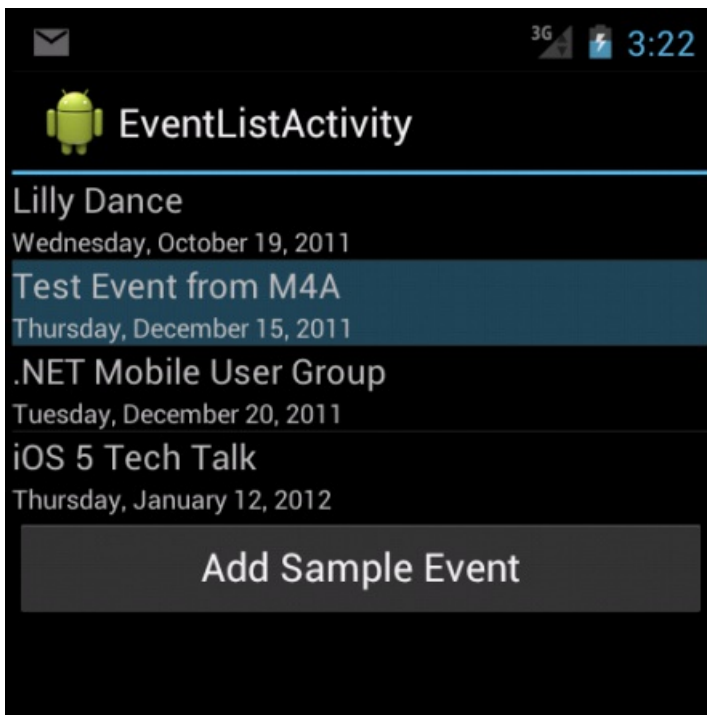 3G 3:22
EventListActivity
Lilly Dance
Wednesday, October 19, 2011
Test Event from M4A
Thursday, December 15, 2011
.NET Mobile User Group
Tuesday, December 20, 2011
iOS 5 Tech Talk
Thursday, January 12, 2012
Add Sample Event